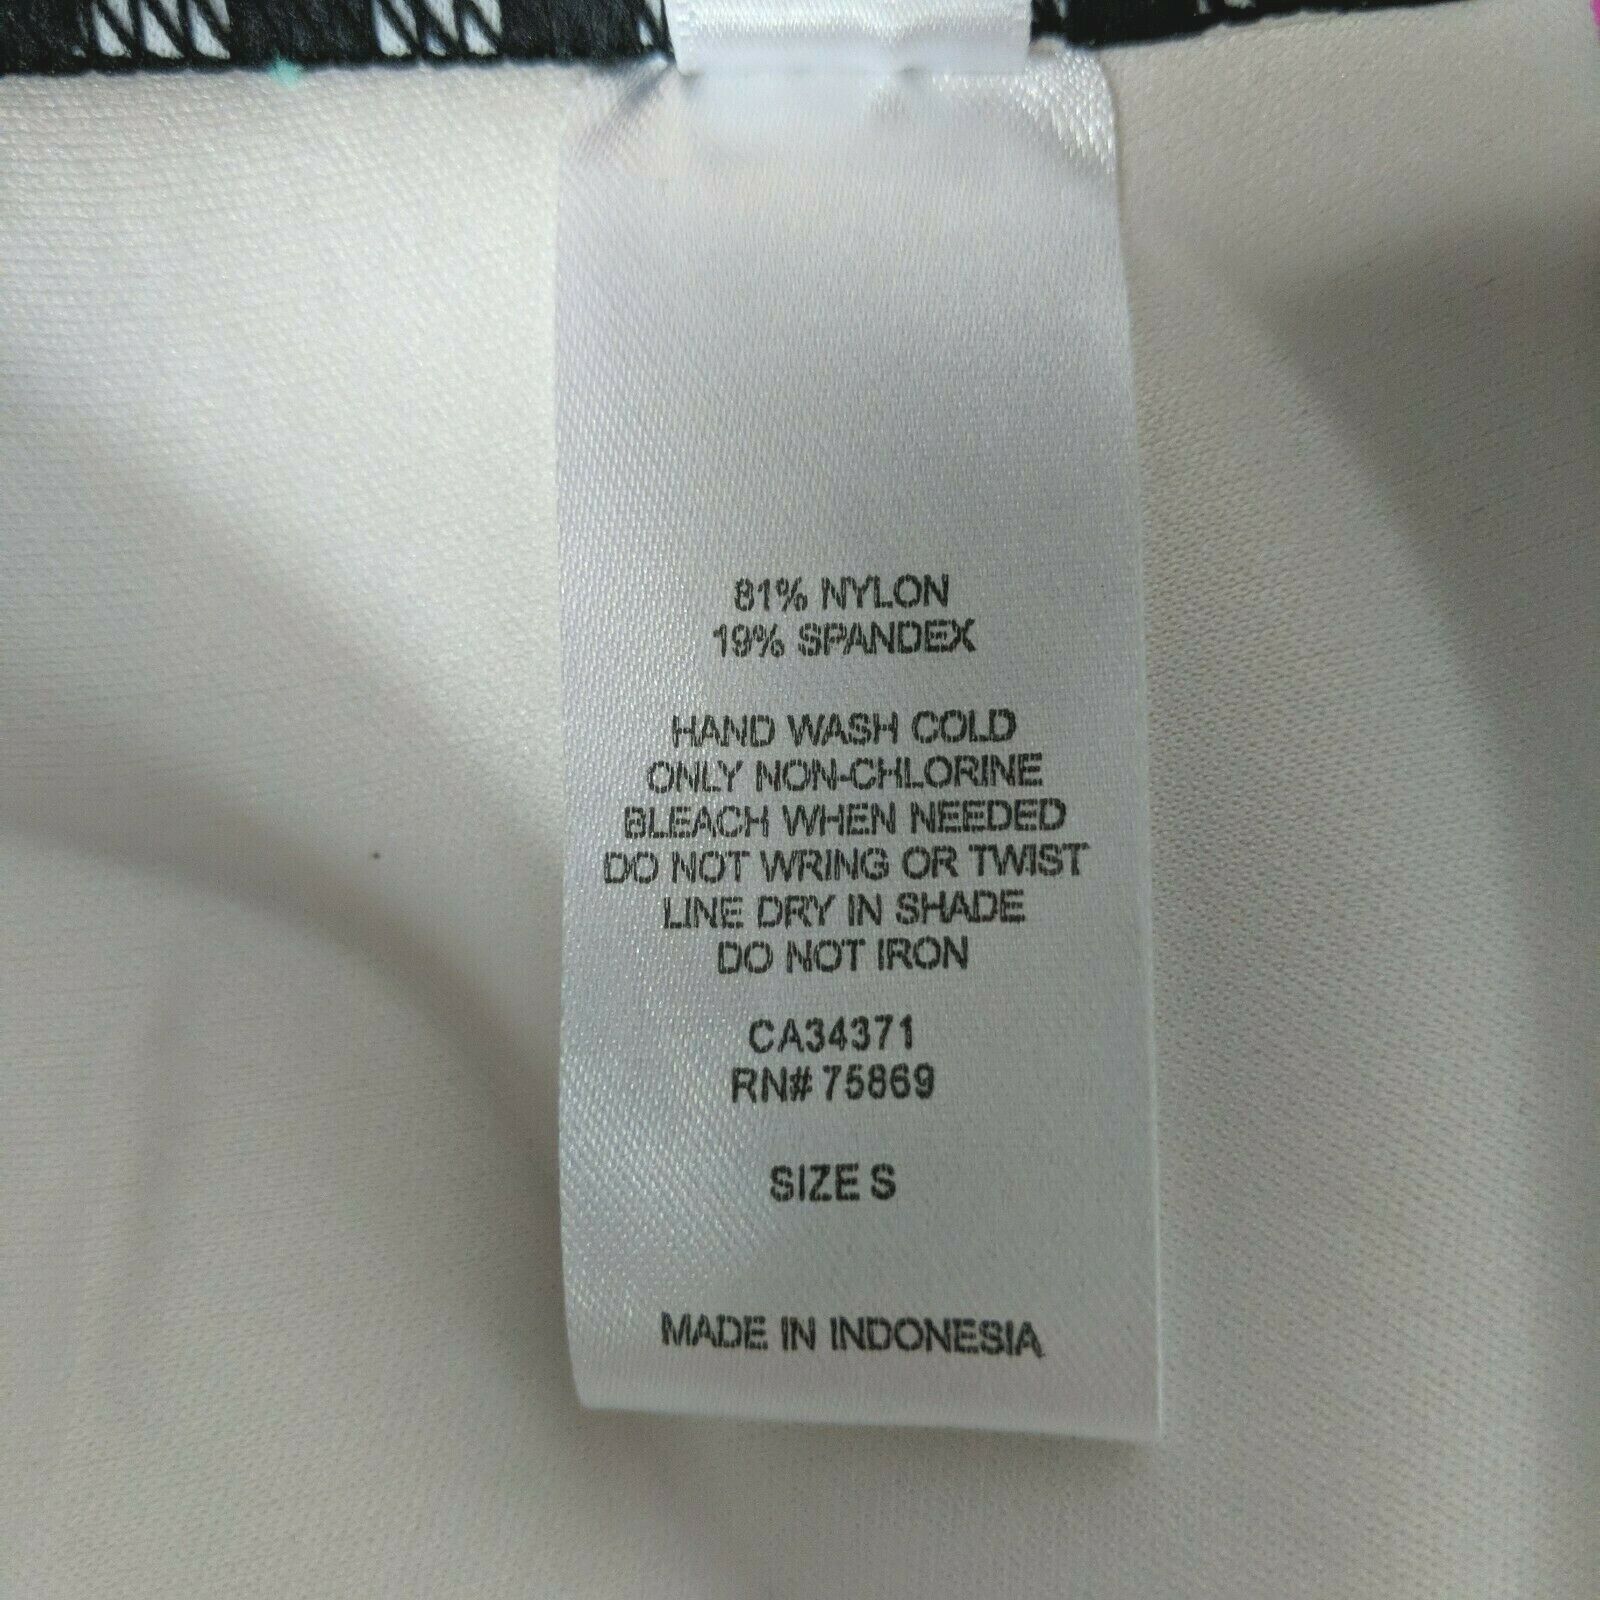 81% NYLON
19% SPANDEX
HAND WASH COLD
ONLY NON-CHLORINE
BLEACH WHEN NEEDED
DO NOT WRING OR TWIST
LINE DRY IN SHADE
DO NOT IRON
CA34371
RN# 75869
SIZE S
MADE IN INDONESIA